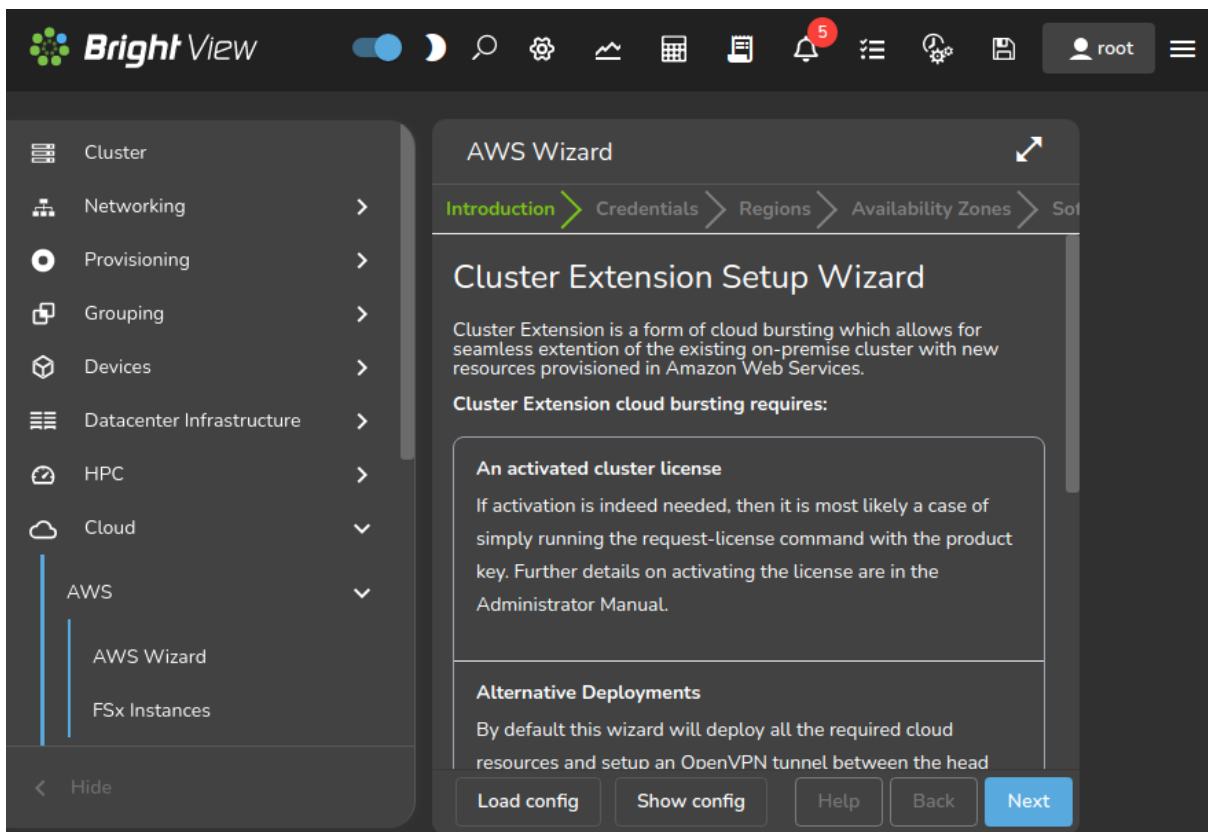 Bright View
5
root
Cluster
Networking
Provisioning
Grouping
Devices
Datacenter Infrastructure
HPC
Cloud
AWS
AWS Wizard
FSx Instances
Hide
AWS Wizard
Introduction
Credentials
Regions
Availability Zones
Sof
Cluster Extension Setup Wizard
Cluster Extension is a form of cloud bursting which allows for
seamless extention of the existing on-premise cluster with new
resources provisioned in Amazon Web Services.
Cluster Extension cloud bursting requires:
An activated cluster license
If activation is indeed needed, then it is most likely a case of
simply running the request-license command with the product
key. Further details on activating the license are in the
Administrator Manual.
Alternative Deployments
By default this wizard will deploy all the required cloud
resources and setup an OpenVPN tunnel between the head
Load config
Show config
Help
Back
Next